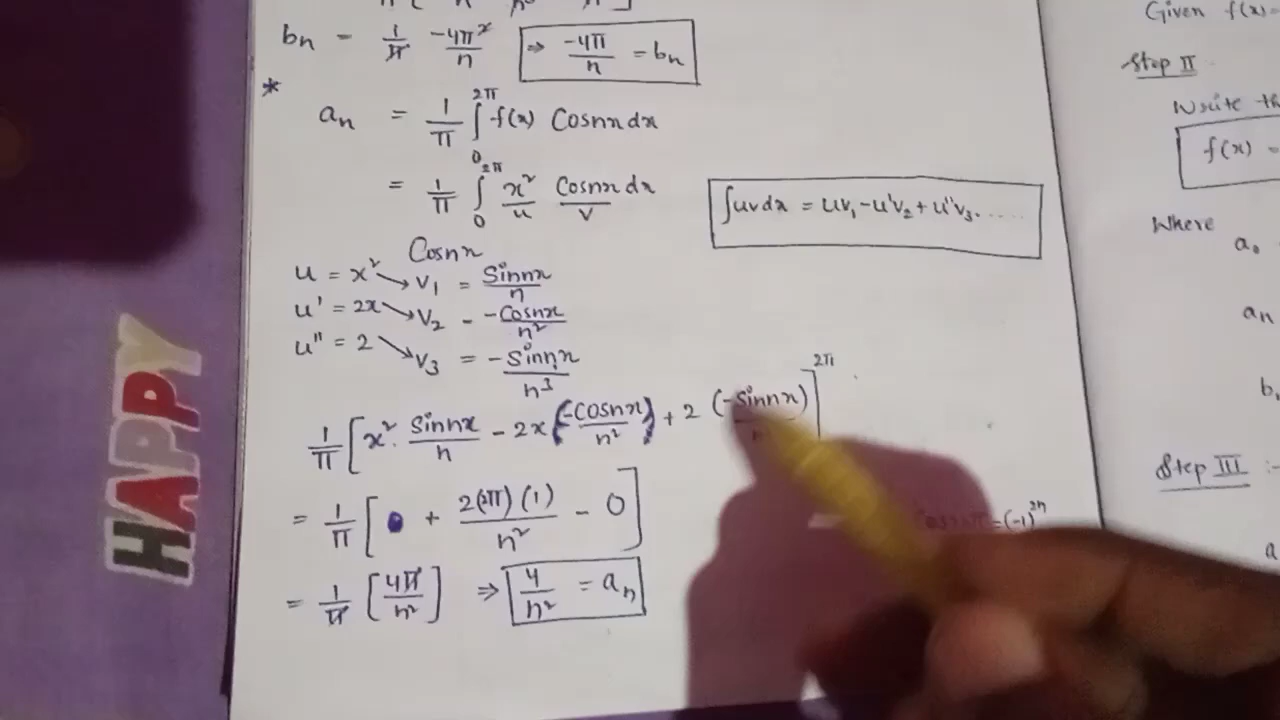 bn = 1/π -4π²/n ⇒ -4π/n = bn
*
an = 1/π ∫₀^2π f(x) Cosnx dx
= 1/π ∫₀^2π x²/u Cosnx dx/v
∫uvdx = uv₁ - u'v₂ + u''v₃.....
Cosnx
u = x² → v₁ = Sinnx/n
u' = 2x → v₂ = -Cosnx/n²
u'' = 2 → v₃ = -Sinnx/n³
1/π [x². Sinnx/n - 2x (-Cosnx/n²) + 2 (-Sinnx)]^2π
= 1/π [ + 2(2π)(1)/n² - 0]
= 1/π [4π/n²] ⇒ 4/n² = an
= (-1)^2n
HAPPY
Given f(x)=
Step II
Write th
f(x) =
Where
a₀
an
b
Step III :-
a